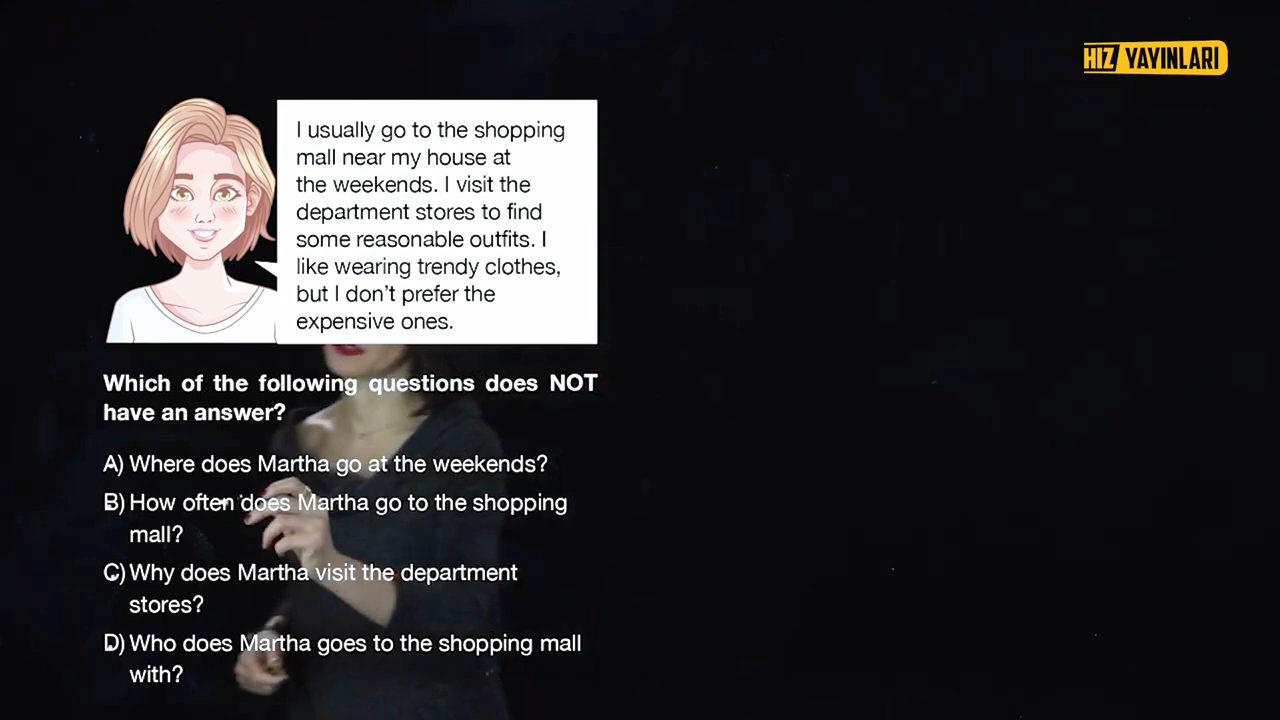 HIZ YAYINLARI
I usually go to the shopping
mall near my house at
the weekends. I visit the
department stores to find
some reasonable outfits. I
like wearing trendy clothes,
but I don’t prefer the
expensive ones.
Which of the following questions does NOT
have an answer?
A) Where does Martha go at the weekends?
B) How often does Martha go to the shopping
mall?
C) Why does Martha visit the department
stores?
D) Who does Martha goes to the shopping mall
with?